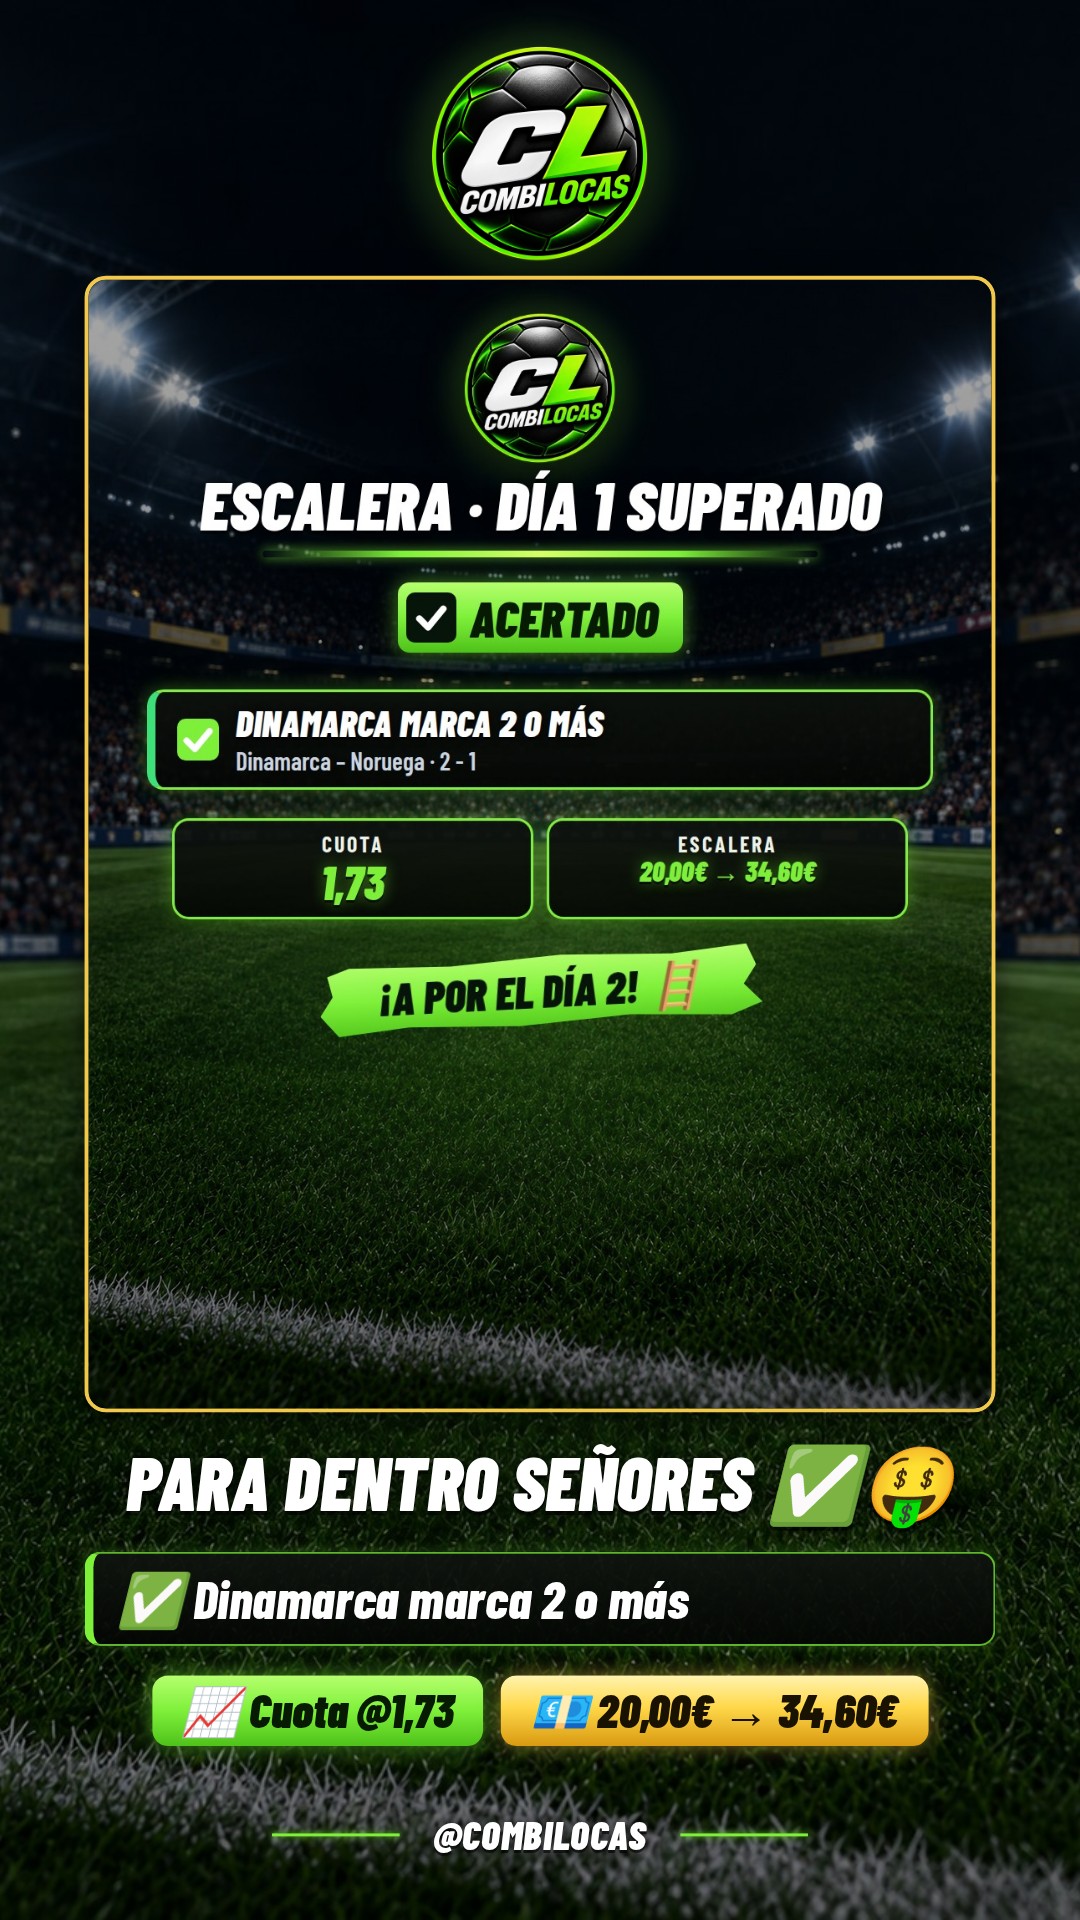 CL
COMBILOCAS
CL
COMBILOCAS
ESCALERA · DÍA 1 SUPERADO
✓ ACERTADO
✅ DINAMARCA MARCA 2 O MÁS
Dinamarca – Noruega · 2 - 1
CUOTA
1,73
ESCALERA
20,00€ → 34,60€
¡A POR EL DÍA 2! 🪜
PARA DENTRO SEÑORES ✅🤑
✅ Dinamarca marca 2 o más
📈 Cuota @1,73
💶 20,00€ → 34,60€
@COMBILOCAS